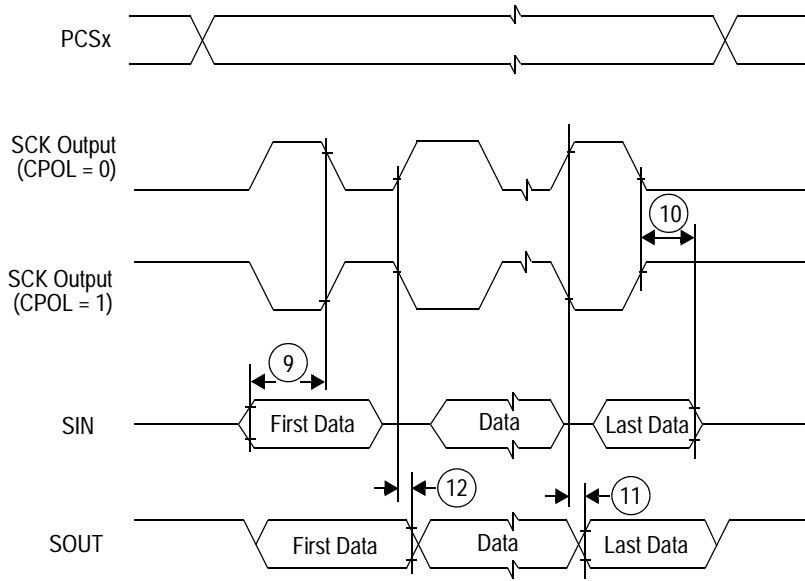 PCSx
SCK Output
(CPOL = 0)
10
SCK Output
(CPOL = 1)
9
SIN
First Data
Data
Last Data
12
11
SOUT
First Data
Data
Last Data